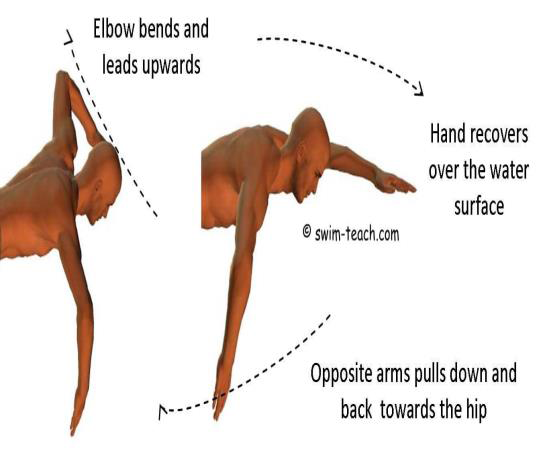 Elbow bends and
leads upwards
Hand recovers
over the water
surface
© swim-teach.com
Opposite arms pulls down and
back towards the hip